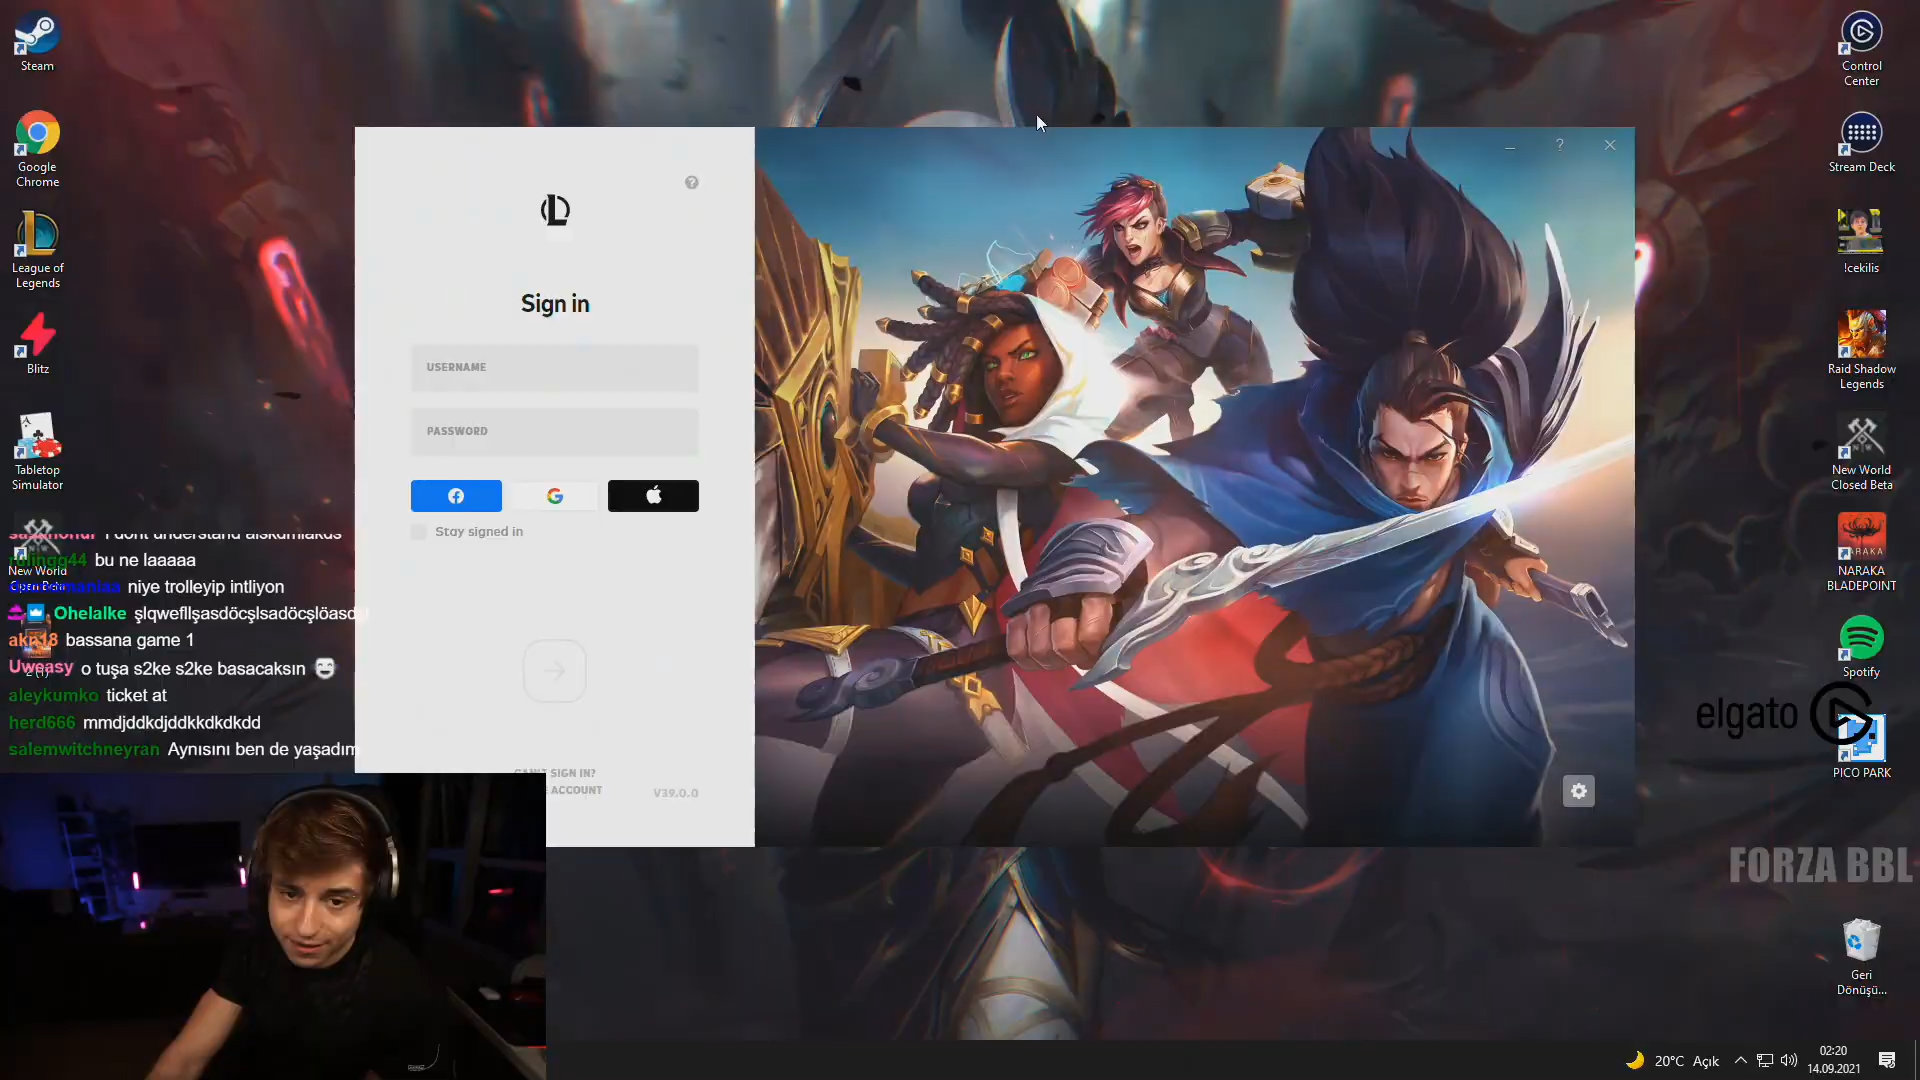 Steam
Google
Chrome
League of
Legends
Blitz
Tabletop
Simulator
New World
Sign in
USERNAME
PASSWORD
Stay signed in
SIGN IN?
ACCOUNT
V39.0.0
bu ne laaaaa
niye trolleyip intliyon
Ohelalke şlqwefllşasdöcşlsadöcşlöasd
akn18 bassana game 1
Uweasy o tuşa s2ke s2ke basacaksın
aleykumko ticket at
herd666 mmdjddkdjddkkdkdkdd
salemwitchneyran Aynısını ben de yaşadım
Control
Center
Stream Deck
!cekilis
Raid Shadow
Legends
New World
Closed Beta
NARAKA
BLADEPOINT
Spotify
elgato
PICO PARK
FORZA BBL
Geri
Dönüşü...
20°C Açık
02:20
14.09.2021